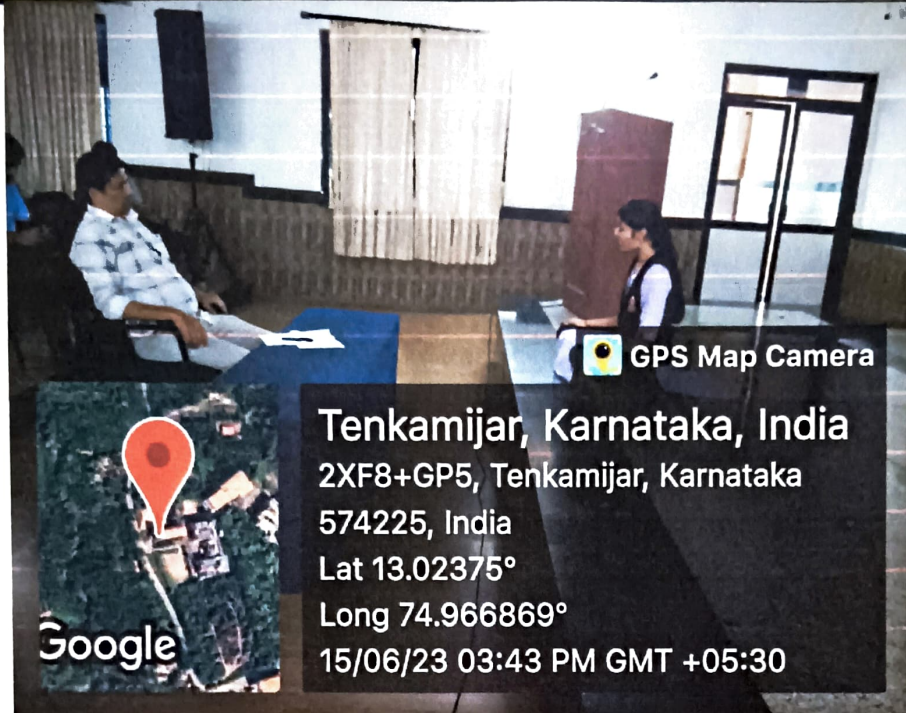 GPS Map Camera
Tenkamijar, Karnataka, India
2XF8+GP5, Tenkamijar, Karnataka
574225, India
Lat 13.02375°
Long 74.966869°
15/06/23 03:43 PM GMT +05:30
Google